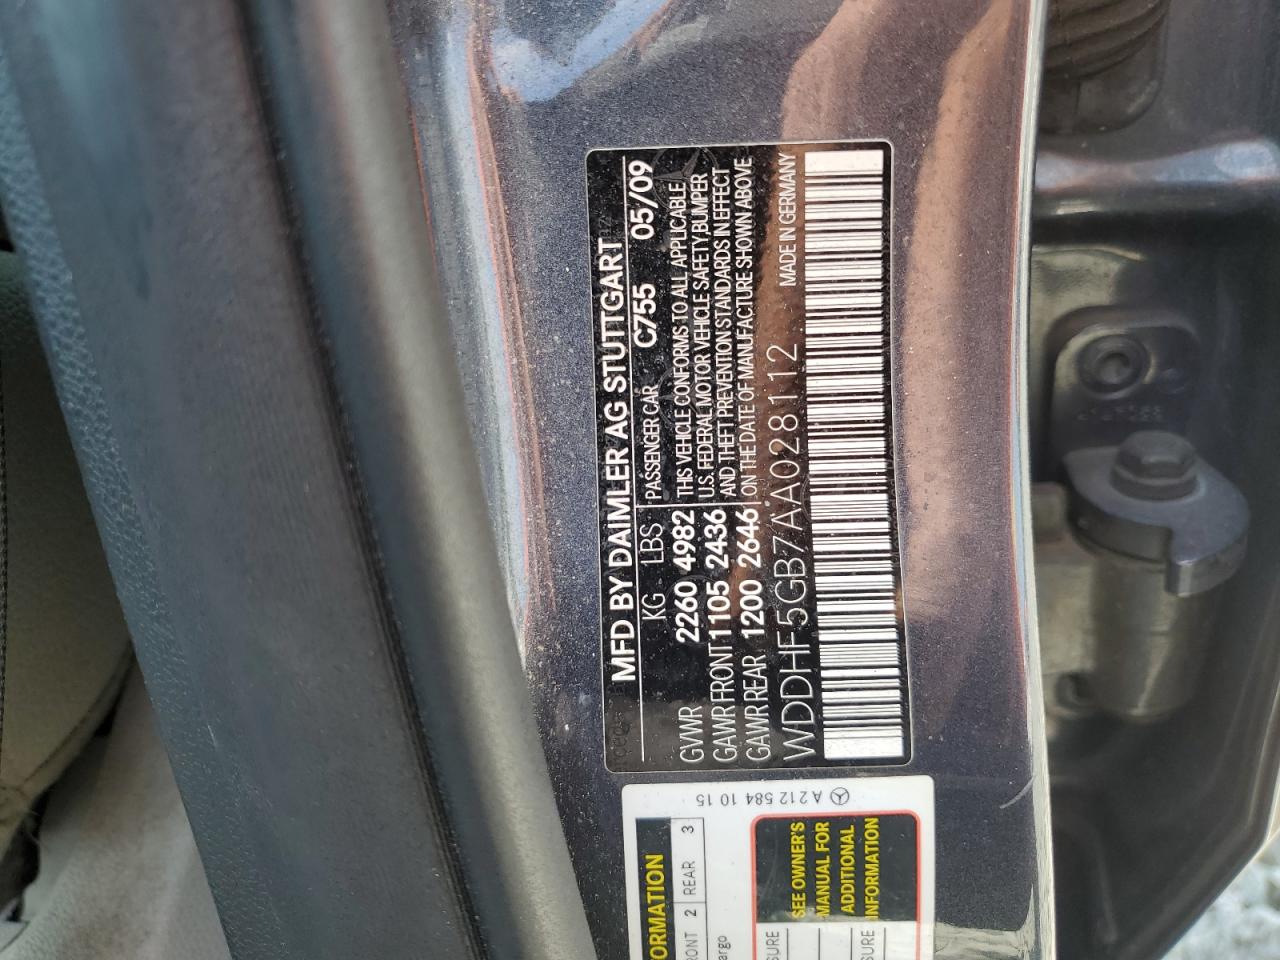 MFD BY DAIMLER AG STUTTGART
KG LBS PASSENGER CAR C755 05/09
GVWR 2260 4982 THIS VEHICLE CONFORMS TO ALL APPLICABLE
GAWR FRONT 1105 2436 U.S. FEDERAL MOTOR VEHICLE SAFETY,BUMPER
AND THEFT PREVENTION STANDARDS IN EFFECT
GAWR REAR 1200 2646 ON THE DATE OF MANUFACTURE SHOWN ABOVE
WDDHF5GB7AA028112 MADE IN GERMANY
A 212 584 10 15
ORMATION
RONT 2 REAR 3
argo
SEE OWNER'S
MANUAL FOR
ADDITIONAL
INFORMATION
SURE
SURE